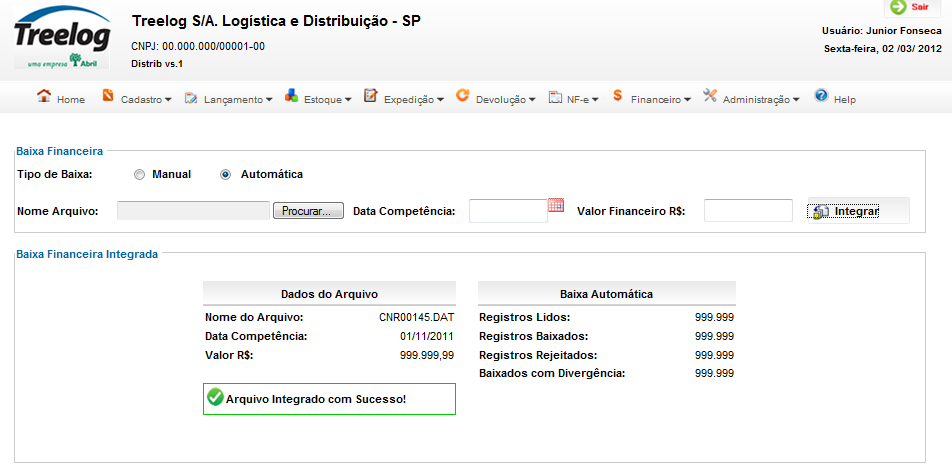 Treelog
uma empresa Abril
Treelog S/A. Logística e Distribuição - SP
CNPJ: 00.000.000/00001-00
Distrib vs.1
Sair
Usuário: Junior Fonseca
Sexta-feira, 02 /03/ 2012
Home Cadastro Lançamento Estoque Expedição Devolução NF-e Financeiro Administração Help
Baixa Financeira
Tipo de Baixa: Manual Automática
Nome Arquivo: Procurar... Data Competência: Valor Financeiro R$: Integrar
Baixa Financeira Integrada
Dados do Arquivo
Nome do Arquivo: CNR00145.DAT
Data Competência: 01/11/2011
Valor R$: 999.999,99
Arquivo Integrado com Sucesso!
Baixa Automática
Registros Lidos: 999.999
Registros Baixados: 999.999
Registros Rejeitados: 999.999
Baixados com Divergência: 999.999